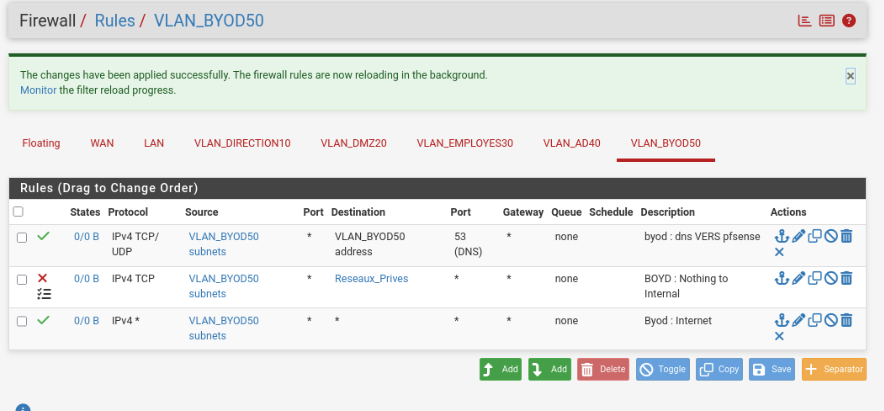 Firewall / Rules / VLAN_BYOD50
The changes have been applied successfully. The firewall rules are now reloading in the background.
Monitor the filter reload progress.
×
Floating WAN LAN VLAN_DIRECTION10 VLAN_DMZ20 VLAN_EMPLOYES30 VLAN_AD40 VLAN_BYOD50
Rules (Drag to Change Order)
States Protocol Source Port Destination Port Gateway Queue Schedule Description Actions
0/0 B IPv4 TCP/ VLAN_BYOD50 * VLAN_BYOD50 53 * none byod : dns VERS pfsense
UDP subnets address (DNS)
0/0 B IPv4 TCP VLAN_BYOD50 * Reseaux_Prives * * none BOYD : Nothing to
subnets Internal
0/0 B IPv4 * VLAN_BYOD50 * * * * none Byod : Internet
subnets
Add Add Delete Toggle Copy Save Separator